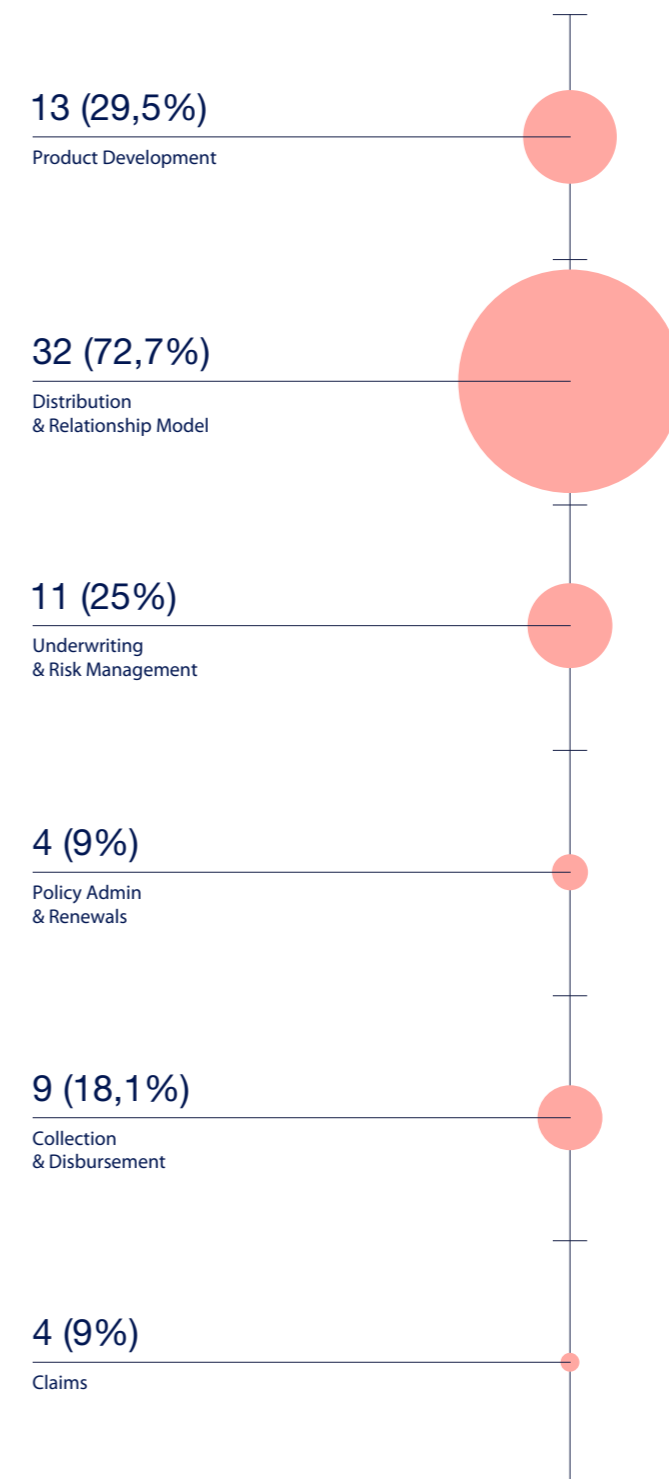 13 (29,5%)
Product Development
32 (72,7%)
Distribution
& Relationship Model
11 (25%)
Underwriting
& Risk Management
4 (9%)
Policy Admin
& Renewals
9 (18,1%)
Collection
& Disbursement
4 (9%)
Claims